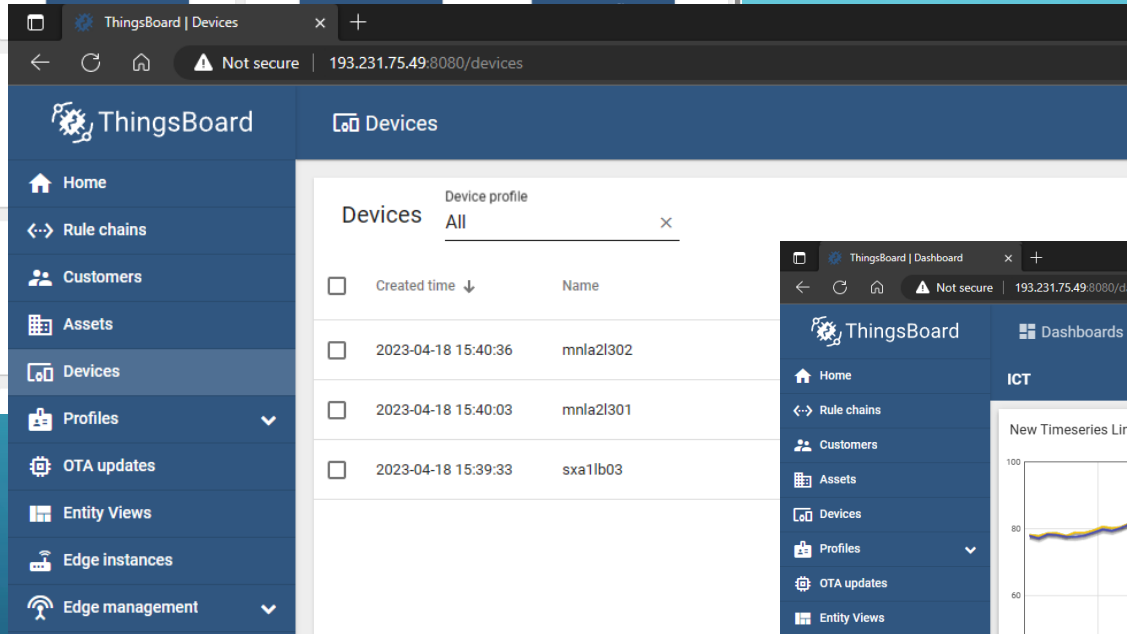 ThingsBoard | Devices
Not secure
193.231.75.49:8080/devices
ThingsBoard
Devices
Home
Rule chains
Customers
Assets
Devices
Profiles
OTA updates
Entity Views
Edge instances
Edge management
Devices
Device profile
All
Created time
Name
2023-04-18 15:40:36 mnla2l302
2023-04-18 15:40:03 mnla2l301
2023-04-18 15:39:33 sxa1lb03
ThingsBoard | Dashboard
Not secure
193.231.75.49:8080/d
ThingsBoard
Dashboards
Home
Rule chains
Customers
Assets
Devices
Profiles
OTA updates
Entity Views
ICT
New Timeseries Lin
100
80
60